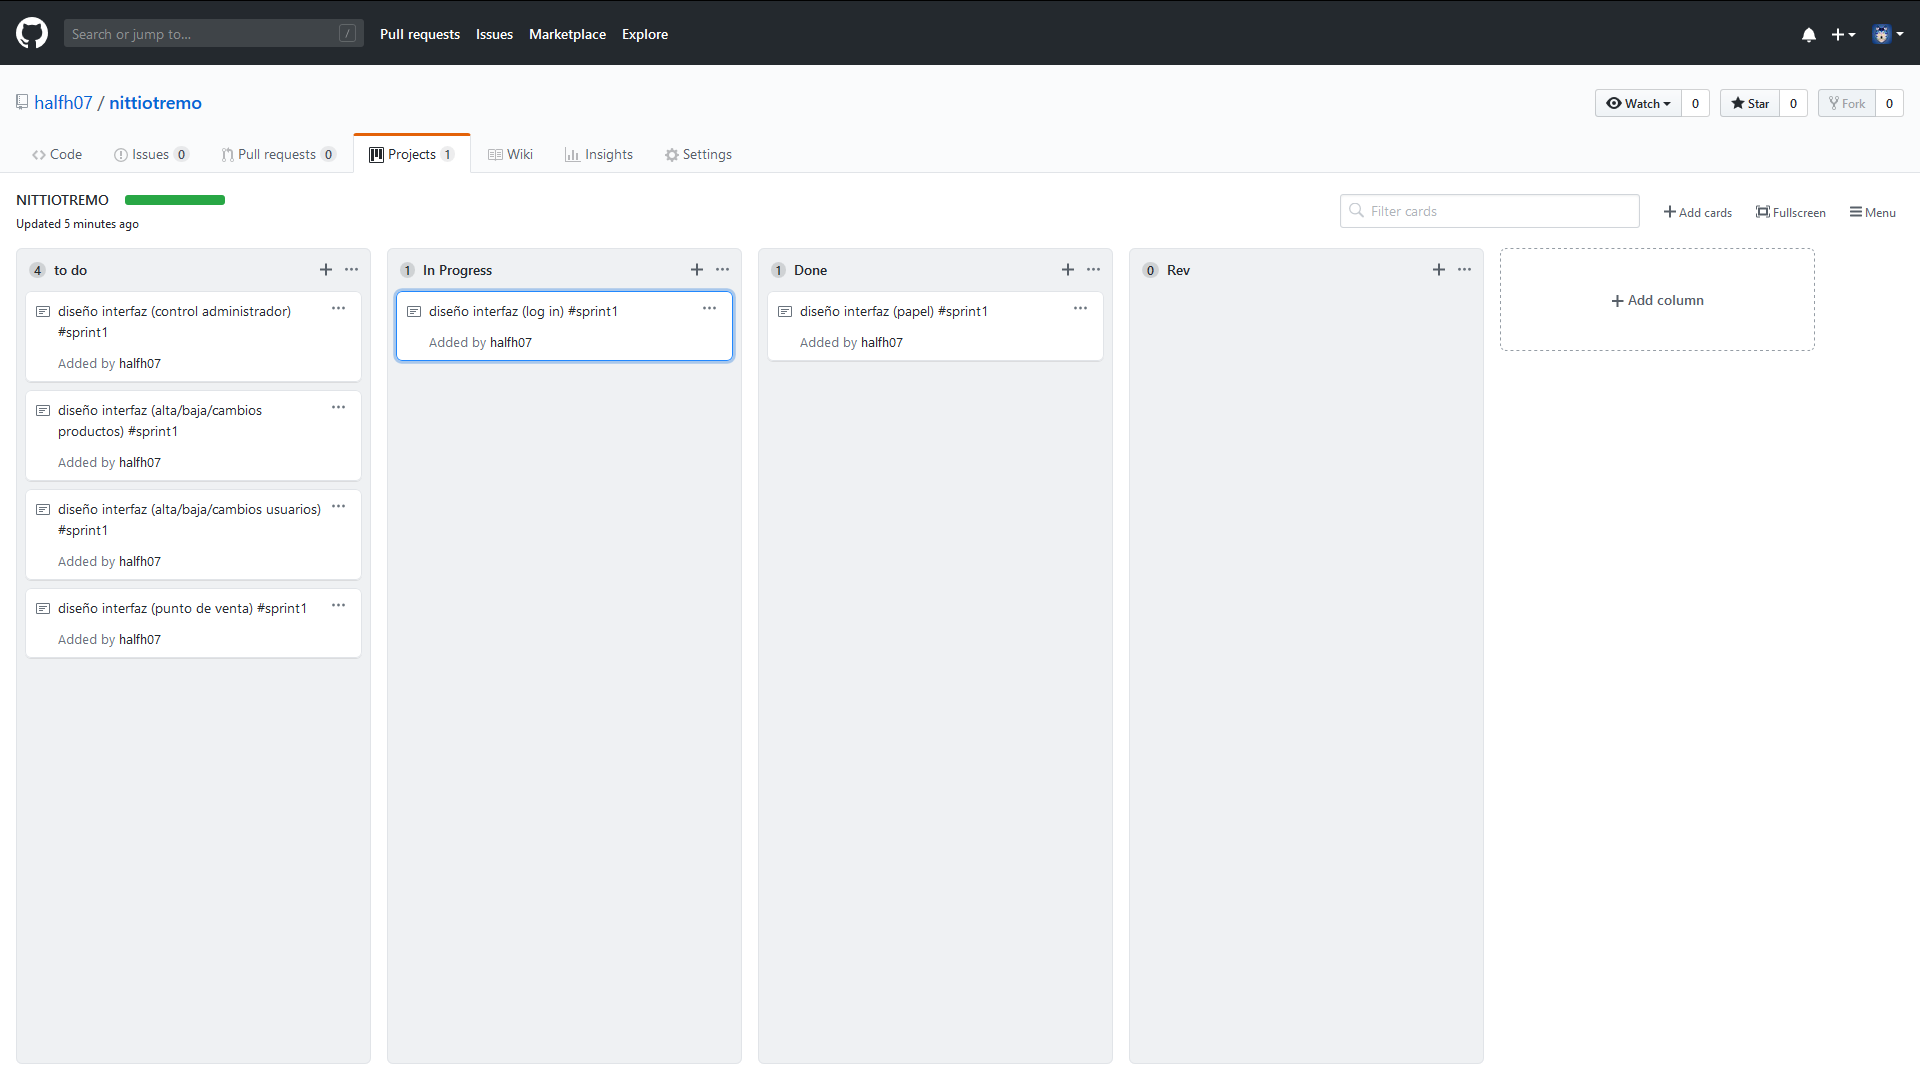 Search or jump to... /
Pull requests Issues Marketplace Explore
halfh07 / nittiotremo
Watch 0 Star 0 Fork 0
Code Issues 0 Pull requests 0 Projects 1 Wiki Insights Settings
NITTIOTREMO
Updated 5 minutes ago
Filter cards
Add cards Fullscreen Menu
4 to do
diseño interfaz (control administrador)
#sprint1
Added by halfh07
diseño interfaz (alta/baja/cambios
productos) #sprint1
Added by halfh07
diseño interfaz (alta/baja/cambios usuarios)
#sprint1
Added by halfh07
diseño interfaz (punto de venta) #sprint1
Added by halfh07
1 In Progress
diseño interfaz (log in) #sprint1
Added by halfh07
1 Done
diseño interfaz (papel) #sprint1
Added by halfh07
0 Rev
Add column